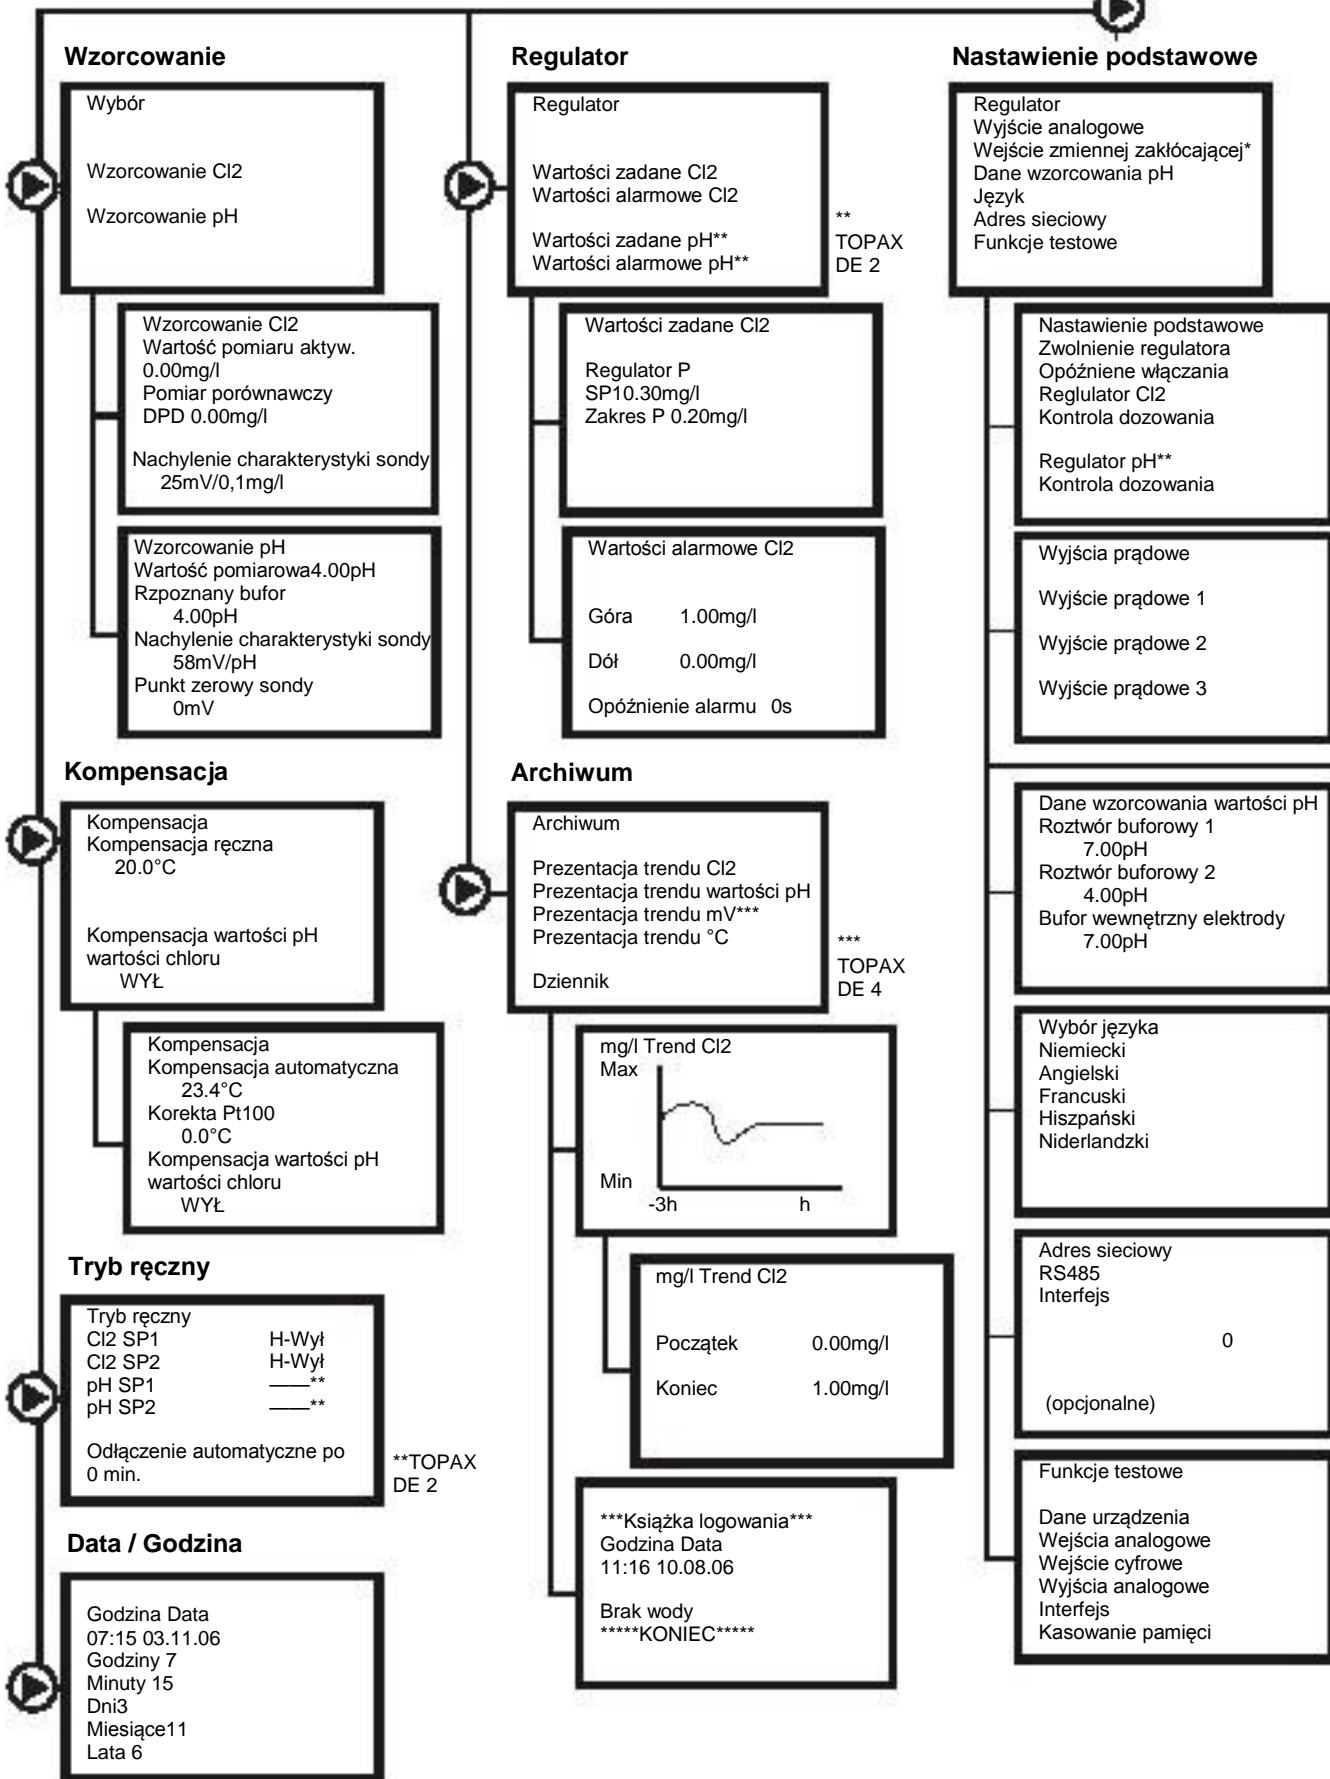 Wzorcowanie
Wybór
Wzorcowanie Cl2
Wzorcowanie pH
Wzorcowanie Cl2
Wartość pomiaru aktyw.
0.00mg/l
Pomiar porównawczy
DPD 0.00mg/l
Nachylenie charakterystyki sondy
25mV/0,1mg/l
Wzorcowanie pH
Wartość pomiarowa4.00pH
Rzpoznany bufor
4.00pH
Nachylenie charakterystyki sondy
58mV/pH
Punkt zerowy sondy
0mV
Kompensacja
Kompensacja
Kompensacja ręczna
20.0°C
Kompensacja wartości pH
wartości chloru
WYŁ
Kompensacja
Kompensacja automatyczna
23.4°C
Korekta Pt100
0.0°C
Kompensacja wartości pH
wartości chloru
WYŁ
Tryb ręczny
Tryb ręczny
Cl2 SP1 H-Wył
Cl2 SP2 H-Wył
pH SP1 ——**
pH SP2 ——**
Odłączenie automatyczne po
0 min.
**TOPAX
DE 2
Data / Godzina
Godzina Data
07:15 03.11.06
Godziny 7
Minuty 15
Dni3
Miesiące11
Lata 6
Regulator
Regulator
Wartości zadane Cl2
Wartości alarmowe Cl2
Wartości zadane pH**
Wartości alarmowe pH**
**
TOPAX
DE 2
Wartości zadane Cl2
Regulator P
SP10.30mg/l
Zakres P 0.20mg/l
Wartości alarmowe Cl2
Góra 1.00mg/l
Dół 0.00mg/l
Opóźnienie alarmu 0s
Archiwum
Archiwum
Prezentacja trendu Cl2
Prezentacja trendu wartości pH
Prezentacja trendu mV***
Prezentacja trendu °C
Dziennik
***
TOPAX
DE 4
mg/l Trend Cl2
Max
Min
-3h h
mg/l Trend Cl2
Początek 0.00mg/l
Koniec 1.00mg/l
***Książka logowania***
Godzina Data
11:16 10.08.06
Brak wody
*****KONIEC*****
Nastawienie podstawowe
Regulator
Wyjście analogowe
Wejście zmiennej zakłócającej*
Dane wzorcowania pH
Język
Adres sieciowy
Funkcje testowe
Nastawienie podstawowe
Zwolnienie regulatora
Opóźniene włączania
Reglulator Cl2
Kontrola dozowania
Regulator pH**
Kontrola dozowania
Wyjścia prądowe
Wyjście prądowe 1
Wyjście prądowe 2
Wyjście prądowe 3
Dane wzorcowania wartości pH
Roztwór buforowy 1
7.00pH
Roztwór buforowy 2
4.00pH
Bufor wewnętrzny elektrody
7.00pH
Wybór języka
Niemiecki
Angielski
Francuski
Hiszpański
Niderlandzki
Adres sieciowy
RS485
Interfejs
0
(opcjonalne)
Funkcje testowe
Dane urządzenia
Wejścia analogowe
Wejście cyfrowe
Wyjścia analogowe
Interfejs
Kasowanie pamięci